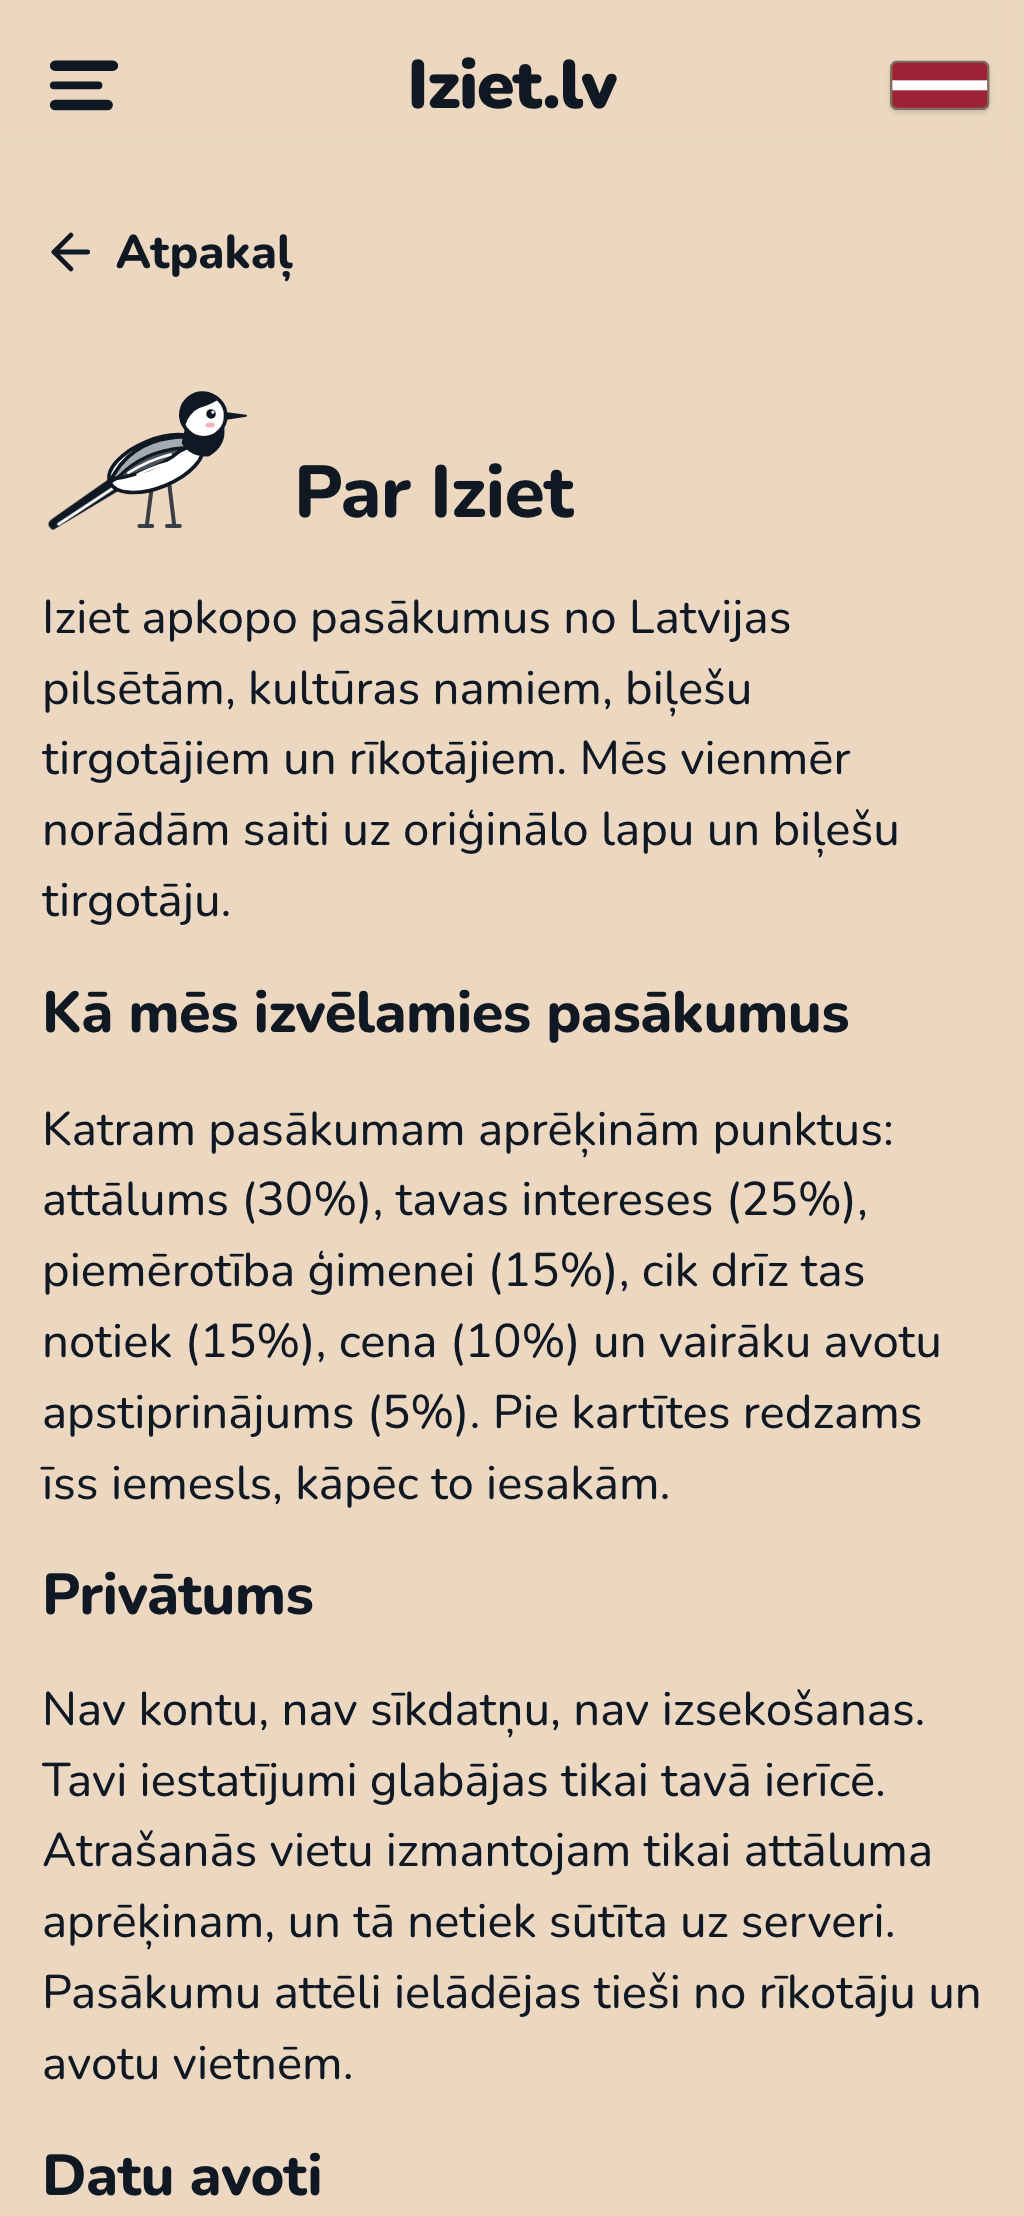 Iziet.lv
Atpakaļ
Par Iziet
Iziet apkopo pasākumus no Latvijas
pilsētām, kultūras namiem, biļešu
tirgotājiem un rīkotājiem. Mēs vienmēr
norādām saiti uz oriģinālo lapu un biļešu
tirgotāju.
Kā mēs izvēlamies pasākumus
Katram pasākumam aprēķinām punktus:
attālums (30%), tavas intereses (25%),
piemērotība ģimenei (15%), cik drīz tas
notiek (15%), cena (10%) un vairāku avotu
apstiprinājums (5%). Pie kartītes redzams
īss iemesls, kāpēc to iesakām.
Privātums
Nav kontu, nav sīkdatņu, nav izsekošanas.
Tavi iestatījumi glabājas tikai tavā ierīcē.
Atrašanās vietu izmantojam tikai attāluma
aprēķinam, un tā netiek sūtīta uz serveri.
Pasākumu attēli ielādējas tieši no rīkotāju un
avotu vietnēm.
Datu avoti